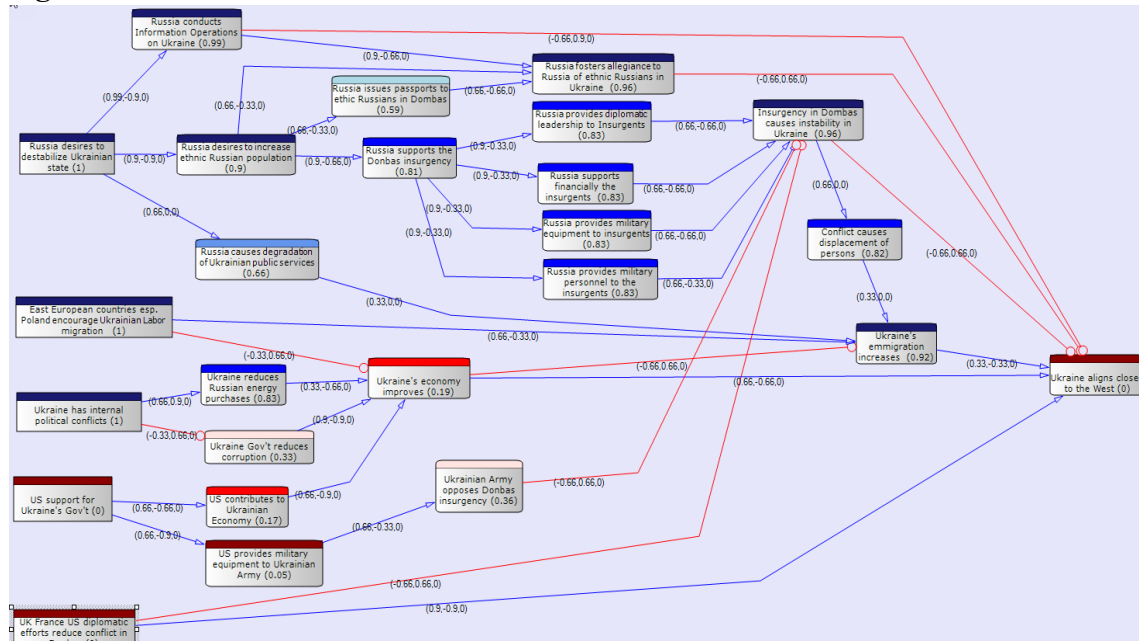 Russia conducts
Information Operations
on Ukraine (0.99)
(-0.66,0.9,0)
(0.9,-0.66,0)
Russia fosters allegiance to
Russia of ethnic Russians in
Ukraine (0.96)
(-0.66,0.66,0)
Russia issues passports to
ethic Russians in Dombas
(0.59)
(0.66,-0.66,0)
(0.99,-0.9,0)
(0.66,-0.33,0)
(0.66,-0.33,0)
Russia provides diplomatic
leadership to Insurgents
(0.83)
(0.66,-0.66,0)
Insurgency in Dombas
causes instability in
Ukraine (0.96)
Russia desires to
destabilize Ukrainian
state (1)
(0.9,-0.9,0)
Russia desires to increase
ethnic Russian population
(0.9)
(0.9,-0.66,0)
Russia supports the
Donbas insurgency
(0.81)
(0.9,-0.33,0)
(0.9,-0.33,0)
Russia supports
financially the
insurgents (0.83)
(0.66,-0.66,0)
(0.66,0,0)
(0.66,0,0)
(0.9,-0.33,0)
(0.9,-0.33,0)
Russia provides military
equipment to insurgents
(0.83)
(0.66,-0.66,0)
Conflict causes
displacement of
persons (0.82)
(-0.66,0.66,0)
Russia causes degradation
of Ukrainian public services
(0.66)
Russia provides military
personnel to the
insurgents (0.83)
(0.66,-0.33,0)
(0.33,0,0)
(0.33,0,0)
East European countries esp.
Poland encourage Ukrainian Labor
migration (1)
(0.66,-0.33,0)
Ukraine's
emmigration
increases (0.92)
(-0.33,0.66,0)
(-0.66,0.66,0)
(0.33,-0.33,0)
Ukraine reduces
Russian energy
purchases (0.83)
(0.33,-0.66,0)
Ukraine's economy
improves (0.19)
(0.66,-0.66,0)
Ukraine aligns close
to the West (0)
Ukraine has internal
political conflicts (1)
(0.66,0.9,0)
(0.9,-0.9,0)
(-0.33,0.66,0)
Ukraine Gov't reduces
corruption (0.33)
Ukrainian Army
opposes Donbas
insurgency (0.36)
(-0.66,0.66,0)
US support for
Ukraine's Gov't (0)
(0.66,-0.66,0)
US contributes to
Ukrainian
Economy (0.17)
(0.66,-0.9,0)
(0.66,-0.9,0)
(0.66,-0.33,0)
US provides military
equipment to Ukrainian
Army (0.05)
(-0.66,0.66,0)
(0.9,-0.9,0)
UK France US diplomatic
efforts reduce conflict in